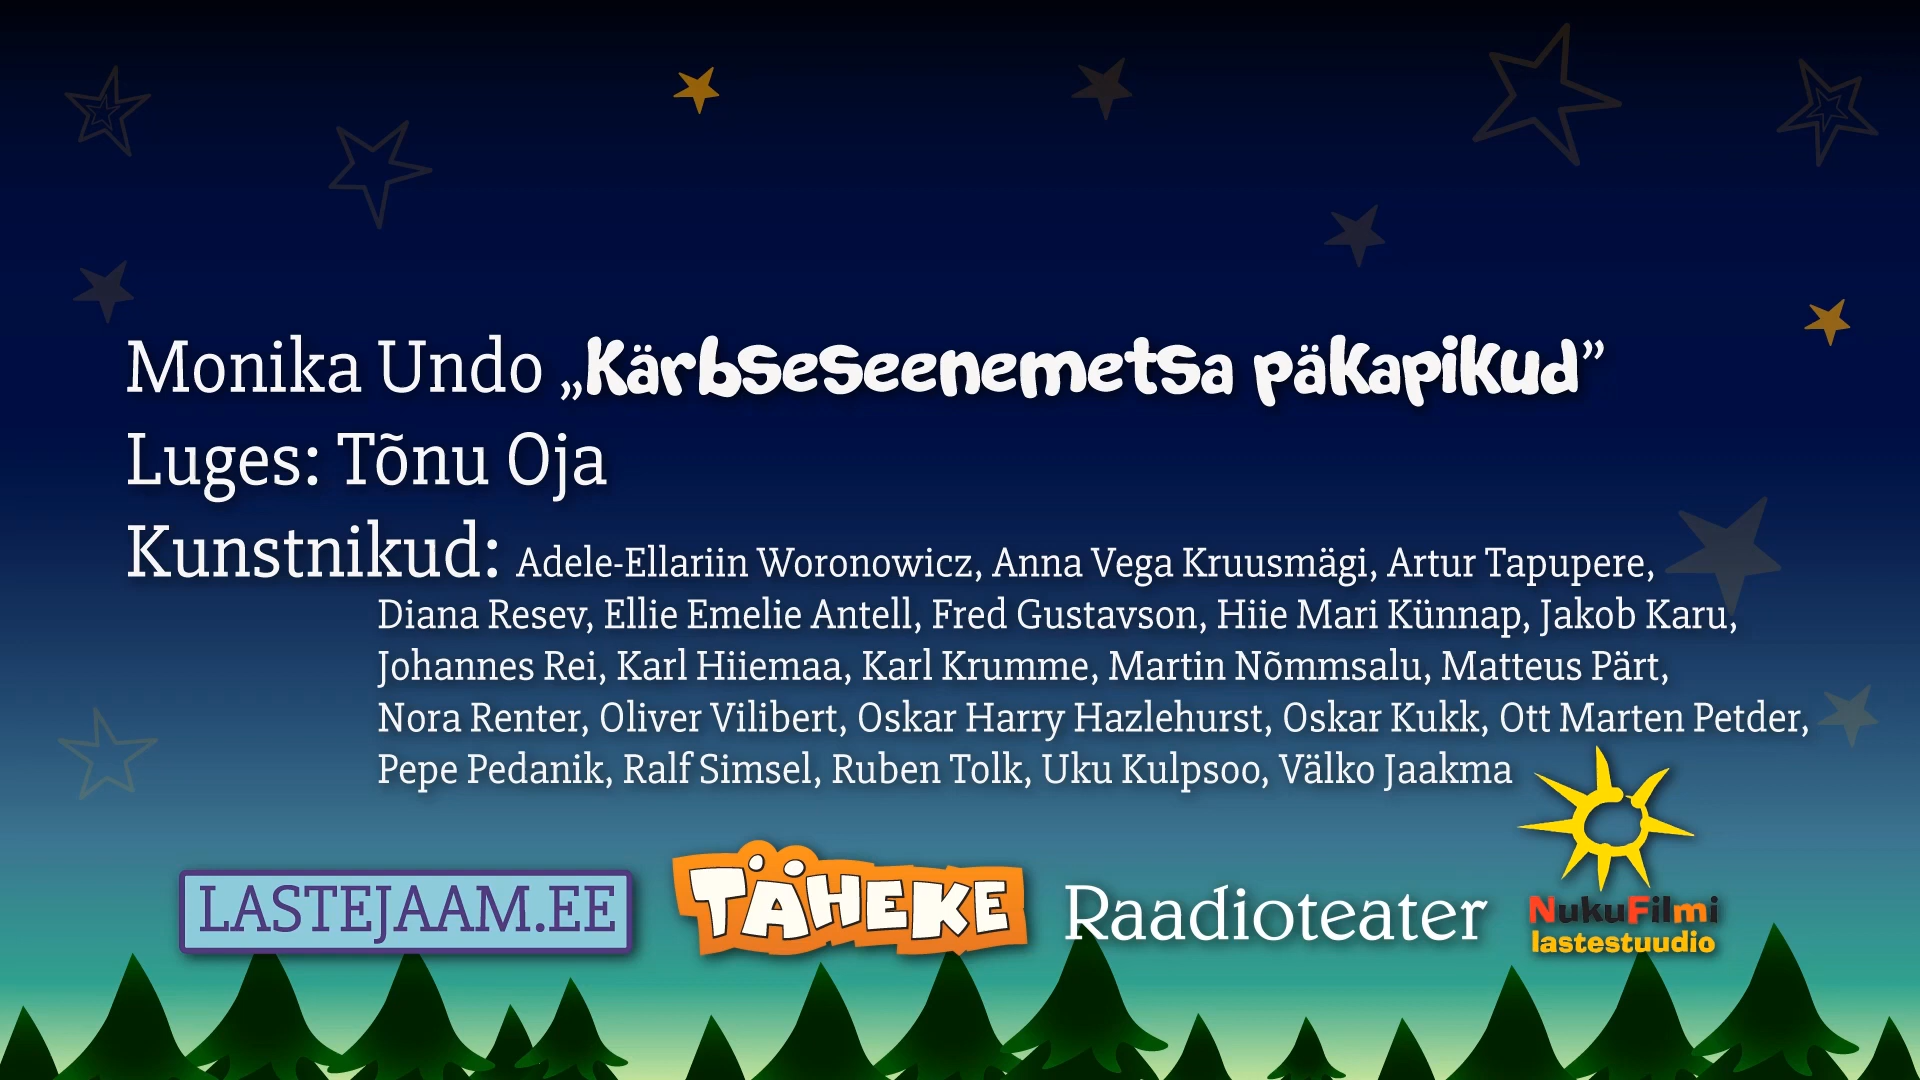 Monika Undo „Kärbseseenemetsa päkapikud”
Luges: Tõnu Oja
Kunstnikud: Adele-Ellariin Woronowicz, Anna Vega Kruusmägi, Artur Tapupere,
Diana Resev, Ellie Emelie Antell, Fred Gustavson, Hiie Mari Künnap, Jakob Karu,
Johannes Rei, Karl Hiiemaa, Karl Krumme, Martin Nõmmsalu, Matteus Pärt,
Nora Renter, Oliver Vilibert, Oskar Harry Hazlehurst, Oskar Kukk, Ott Marten Petder,
Pepe Pedanik, Ralf Simsel, Ruben Tolk, Uku Kulpsoo, Välko Jaakma
LASTEJAAM.EE
TÄHEKE
Raadioteater
NukuFilmi
lastestuudio